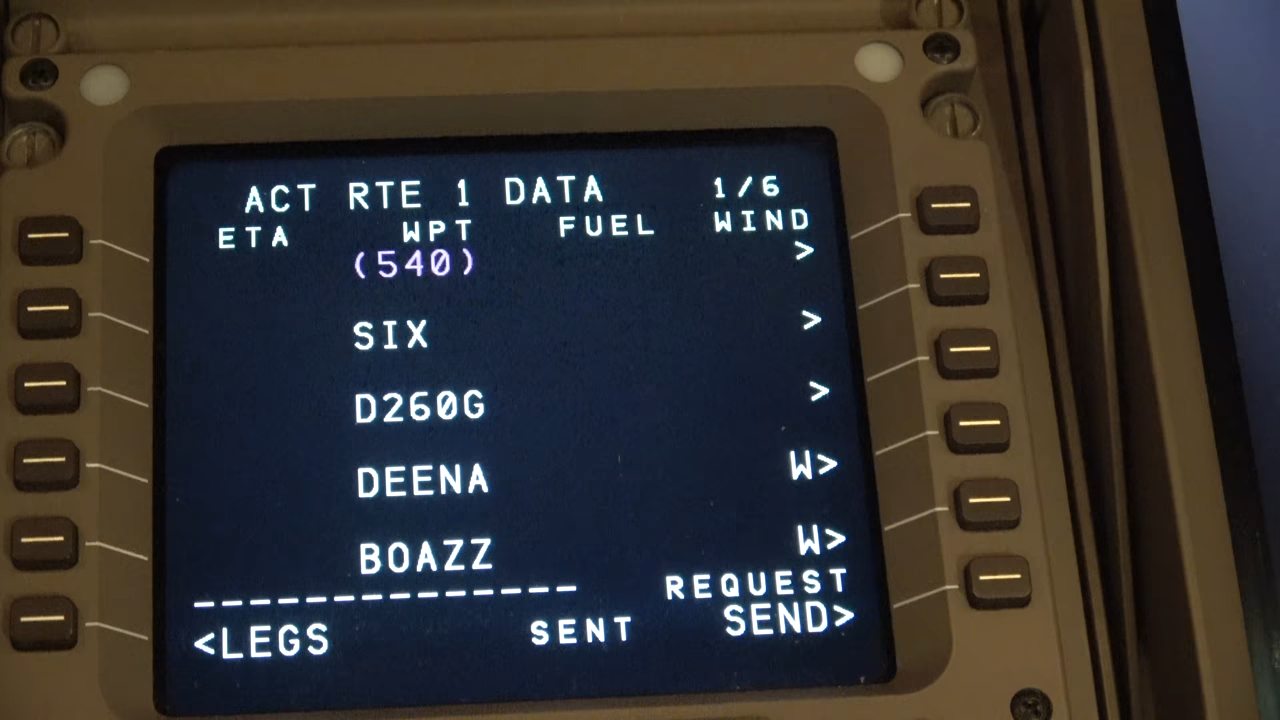 ACT RTE 1 DATA 1/6
ETA WPT FUEL WIND
(540) >
SIX >
D260G >
DEENA W>
BOAZZ W>
-------------- REQUEST
<LEGS SENT SEND>